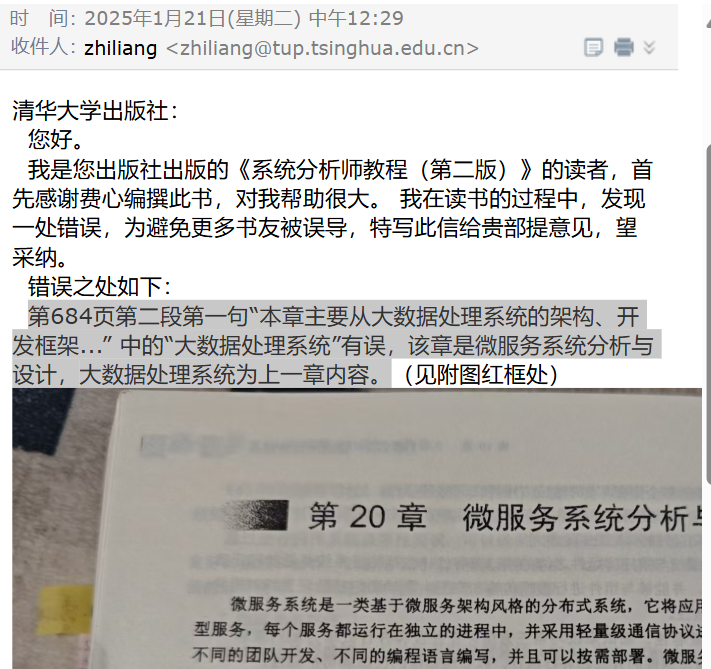 时　间：2025年1月21日(星期二) 中午12:29
收件人：zhiliang <zhiliang@tup.tsinghua.edu.cn>
清华大学出版社：
您好。
我是您出版社出版的《系统分析师教程（第二版）》的读者，首
先感谢费心编撰此书，对我帮助很大。 我在读书的过程中，发现
一处错误，为避免更多书友被误导，特写此信给贵部提意见，望
采纳。
错误之处如下：
第684页第二段第一句“本章主要从大数据处理系统的架构、开
发框架...” 中的“大数据处理系统”有误，该章是微服务系统分析与
设计，大数据处理系统为上一章内容。（见附图红框处）
第 20 章　微服务系统分析与
微服务系统是一类基于微服务架构风格的分布式系统，它将应用
型服务，每个服务都运行在独立的进程中，并采用轻量级通信协议进
不同的团队开发、不同的编程语言编写，并且可以按需部署。微服